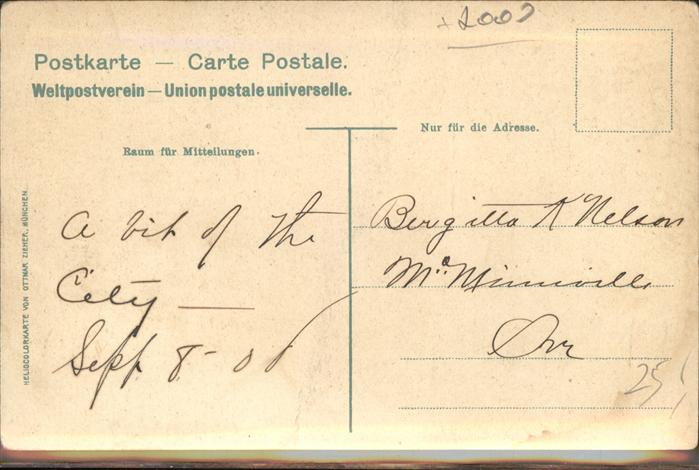 +2007
Postkarte — Carte Postale.
Weltpostverein — Union postale universelle.
Nur für die Adresse.
Raum für Mitteilungen.
HELIOCOLORKARTE VON OTTMAR ZIEHER, MÜNCHEN.
A bit of the
City —
Sept 8 - 08
Bergitta K Nelson
McMinnville
Or
25